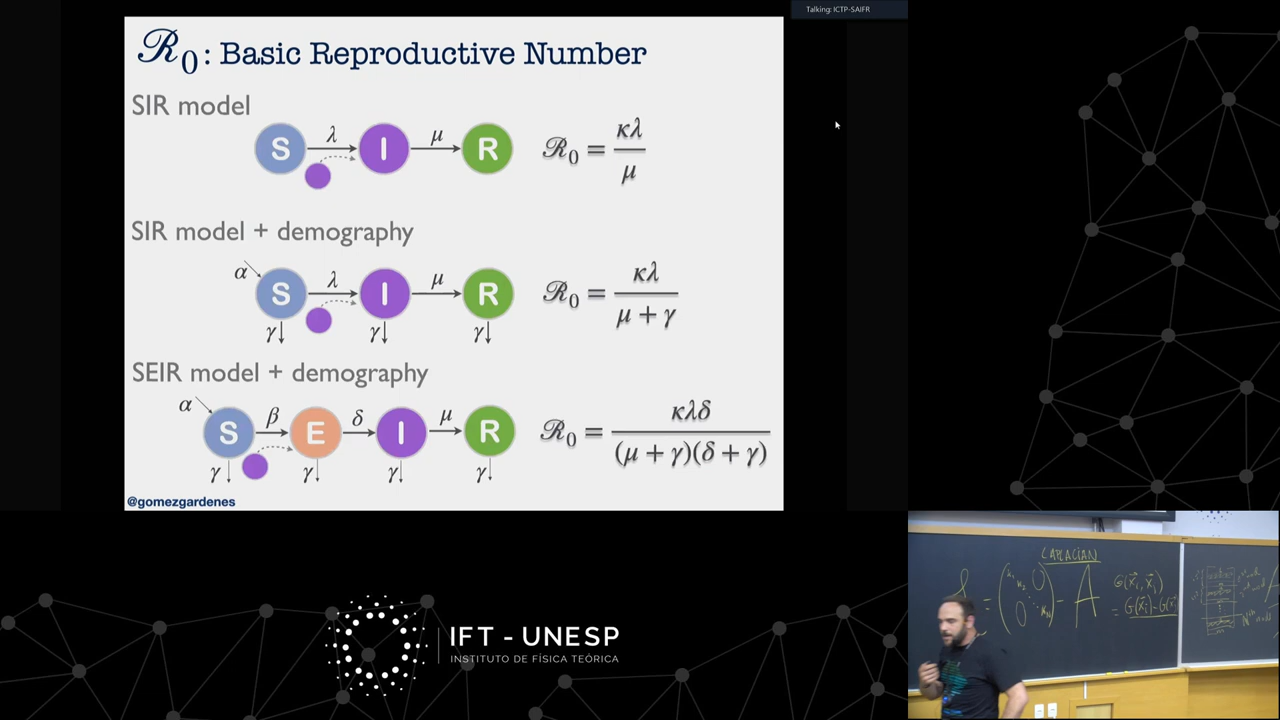 Talking: ICTP-SAIFR
ℛ₀: Basic Reproductive Number
SIR model
S λ I μ R ℛ₀ = κλ / μ
SIR model + demography
α S λ I μ R ℛ₀ = κλ / μ + γ
γ γ γ
SEIR model + demography
α S β E δ I μ R ℛ₀ = κλδ / (μ + γ)(δ + γ)
γ γ γ γ
@gomezgardenes
LAPLACIAN
IFT - UNESP
INSTITUTO DE FÍSICA TEÓRICA